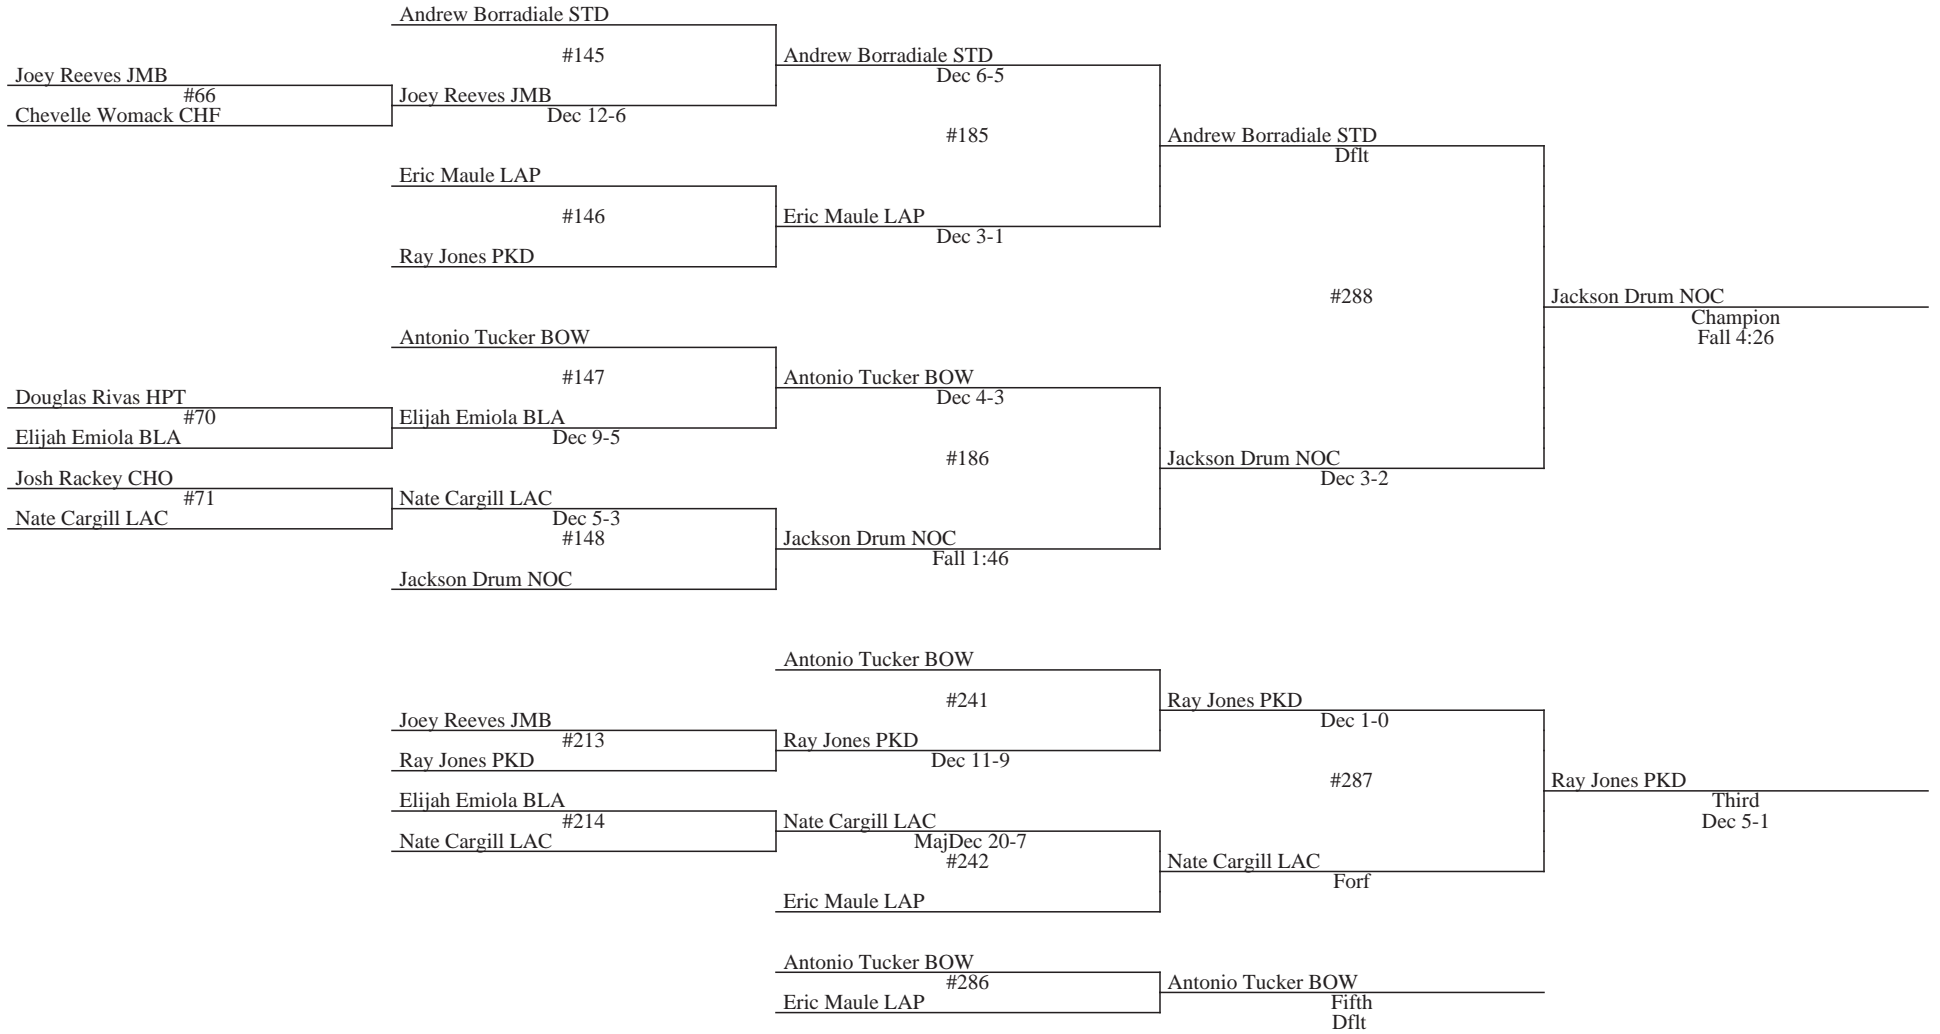 Andrew Borradiale STD
#145
Andrew Borradiale STD
Dec 6-5
Joey Reeves JMB
#66
Joey Reeves JMB
Dec 12-6
Chevelle Womack CHF
#185
Andrew Borradiale STD
Dflt
Eric Maule LAP
#146
Eric Maule LAP
Dec 3-1
Ray Jones PKD
#288
Jackson Drum NOC
Champion
Fall 4:26
Antonio Tucker BOW
#147
Antonio Tucker BOW
Dec 4-3
Douglas Rivas HPT
#70
Elijah Emiola BLA
Dec 9-5
Elijah Emiola BLA
#186
Jackson Drum NOC
Dec 3-2
Josh Rackey CHO
#71
Nate Cargill LAC
Dec 5-3
Nate Cargill LAC
#148
Jackson Drum NOC
Fall 1:46
Jackson Drum NOC
Antonio Tucker BOW
#241
Ray Jones PKD
Dec 1-0
Joey Reeves JMB
#213
Ray Jones PKD
Dec 11-9
Ray Jones PKD
#287
Ray Jones PKD
Third
Dec 5-1
Elijah Emiola BLA
#214
Nate Cargill LAC
MajDec 20-7
Nate Cargill LAC
#242
Nate Cargill LAC
Forf
Eric Maule LAP
Antonio Tucker BOW
#286
Antonio Tucker BOW
Fifth
Dflt
Eric Maule LAP